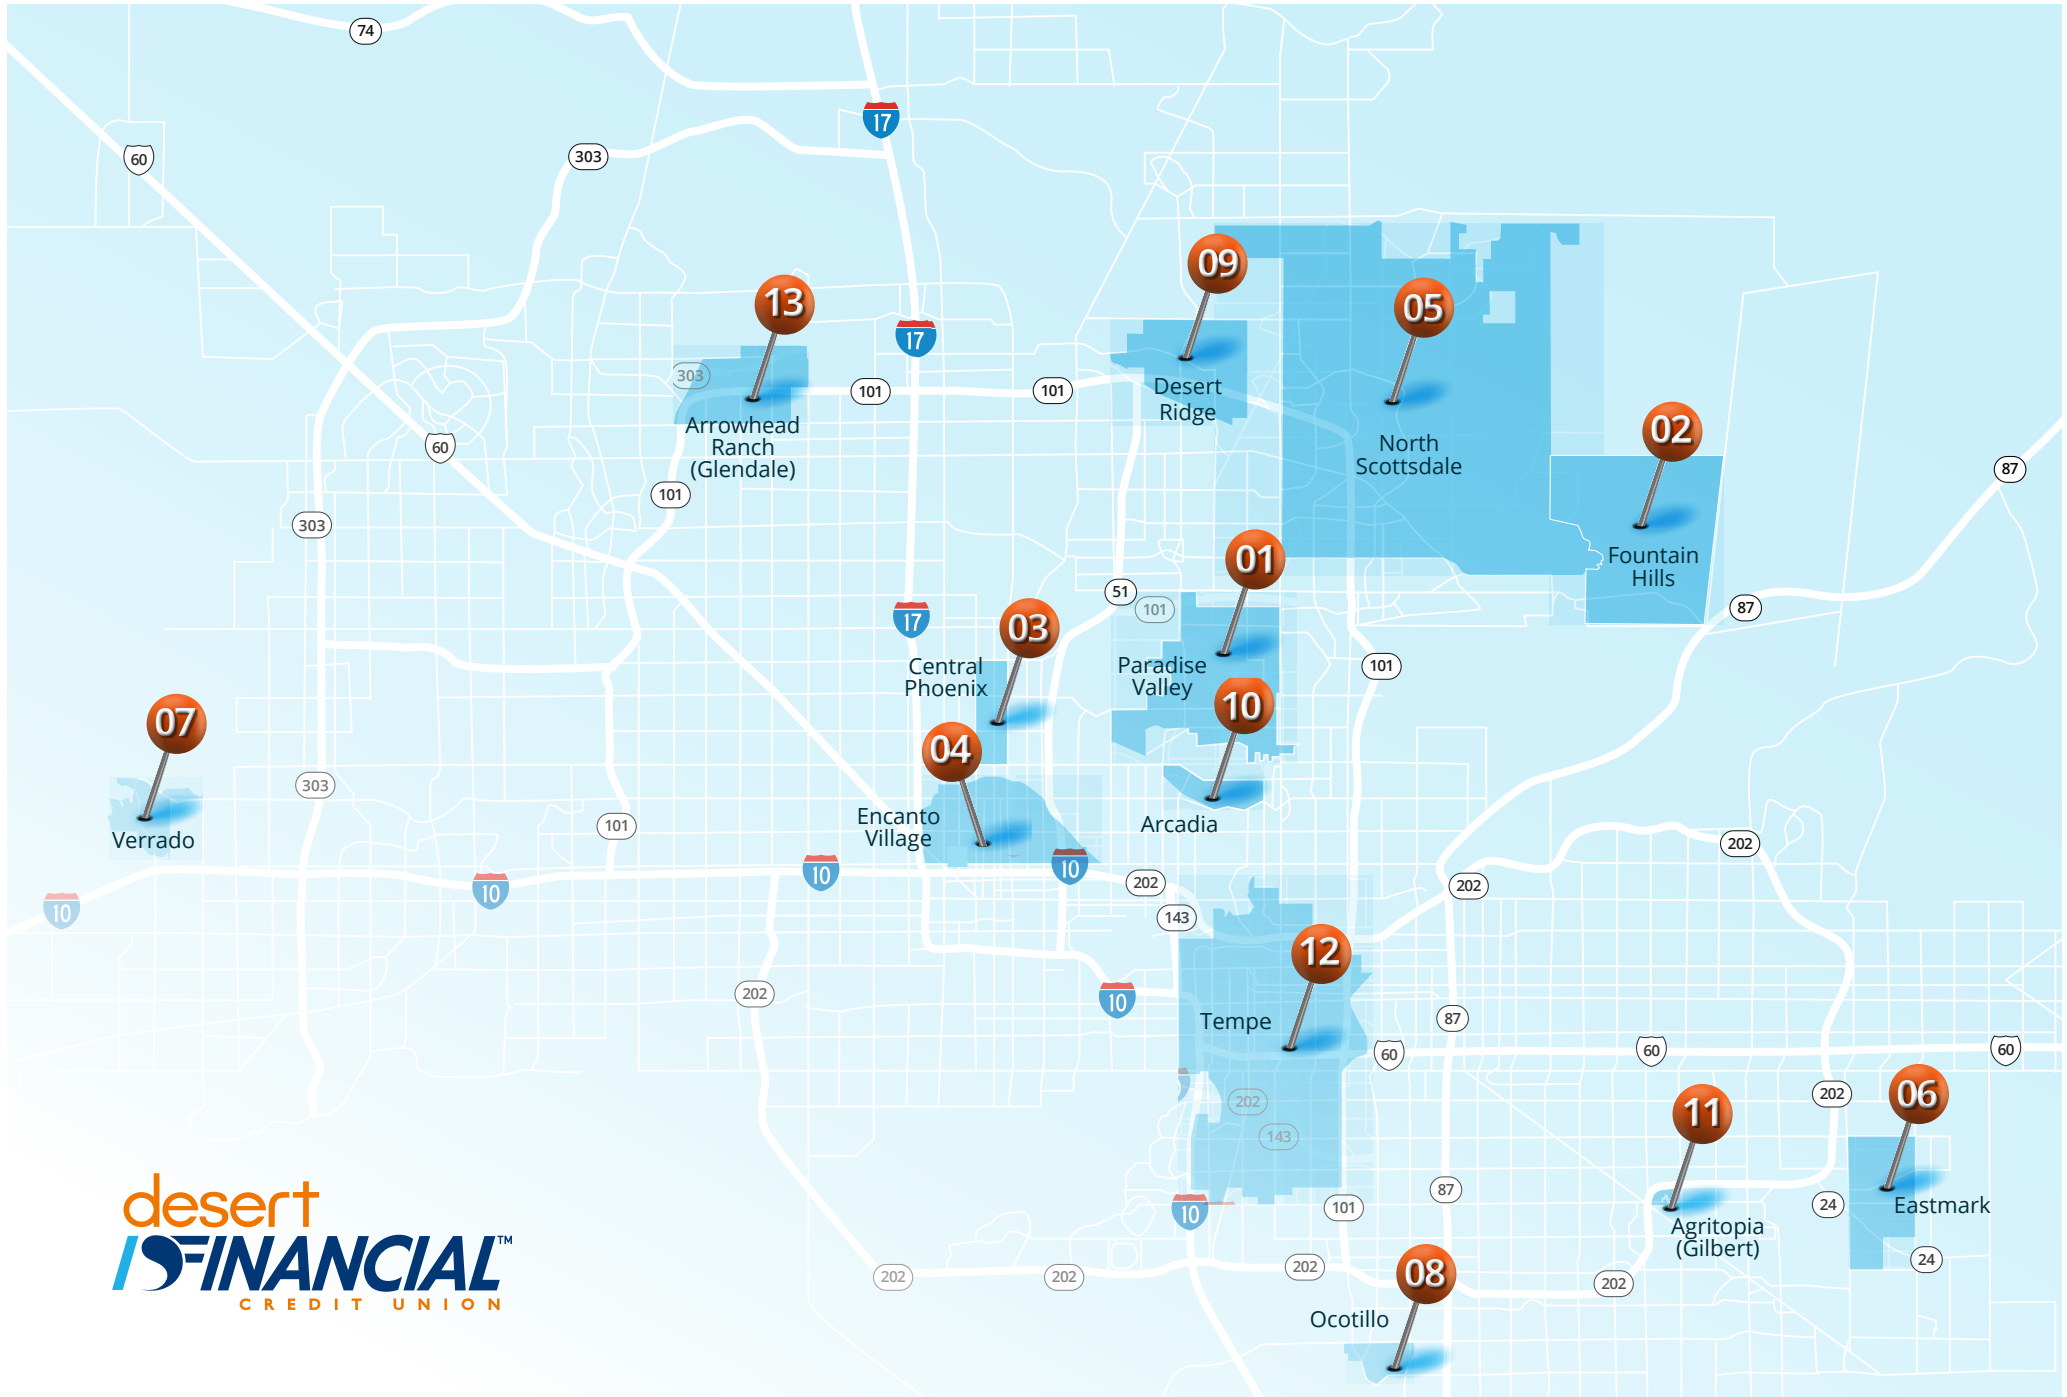 74
17
60
303
09
05
13
17
303
101
101
Desert
Ridge
Arrowhead
Ranch
(Glendale)
02
North
Scottsdale
60
87
101
303
01
Fountain
Hills
51
101
87
17
03
Central
Phoenix
Paradise
Valley
101
10
07
04
303
Encanto
Village
Arcadia
101
Verrado
202
10
10
10
202
202
10
143
12
202
10
Tempe
87
60
60
60
202
143
202
06
11
87
101
24
Eastmark
10
Agritopia
(Gilbert)
24
202
202
202
08
202
Ocotillo
desert
FINANCIAL™
CREDIT UNION